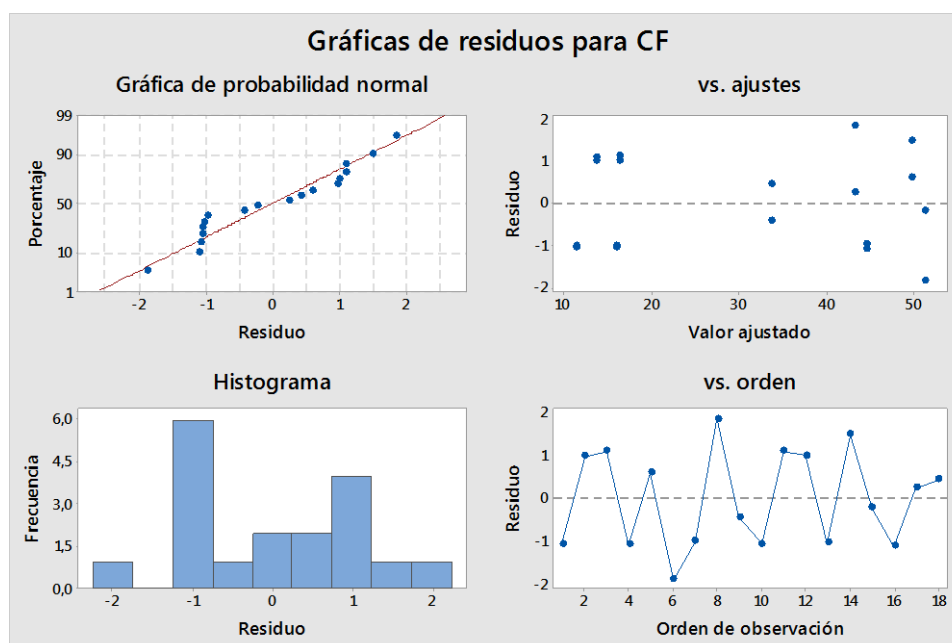 Gráficas de residuos para CF
Gráfica de probabilidad normal
99
90
50
10
1
Porcentaje
-2 -1 0 1 2
Residuo
vs. ajustes
2
1
0
-1
-2
Residuo
10 20 30 40 50
Valor ajustado
Histograma
6,0
4,5
3,0
1,5
0,0
Frecuencia
-2 -1 0 1 2
Residuo
vs. orden
2
1
0
-1
-2
Residuo
2 4 6 8 10 12 14 16 18
Orden de observación